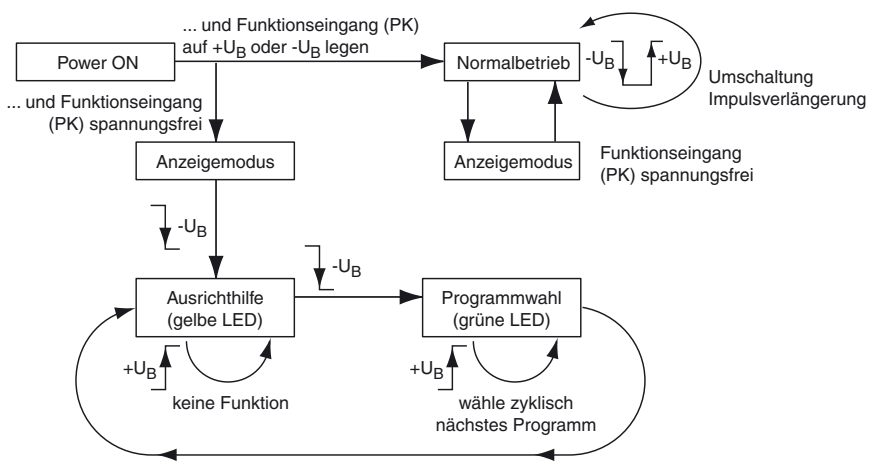 ... und Funktionseingang (PK)
auf +UB oder -UB legen
Power ON
Normalbetrieb
-UB
+UB
Umschaltung
Impulsverlängerung
... und Funktionseingang
(PK) spannungsfrei
Anzeigemodus
Anzeigemodus
Funktionseingang
(PK) spannungsfrei
-UB
-UB
Ausrichthilfe
(gelbe LED)
Programmwahl
(grüne LED)
+UB
+UB
keine Funktion
wähle zyklisch
nächstes Programm